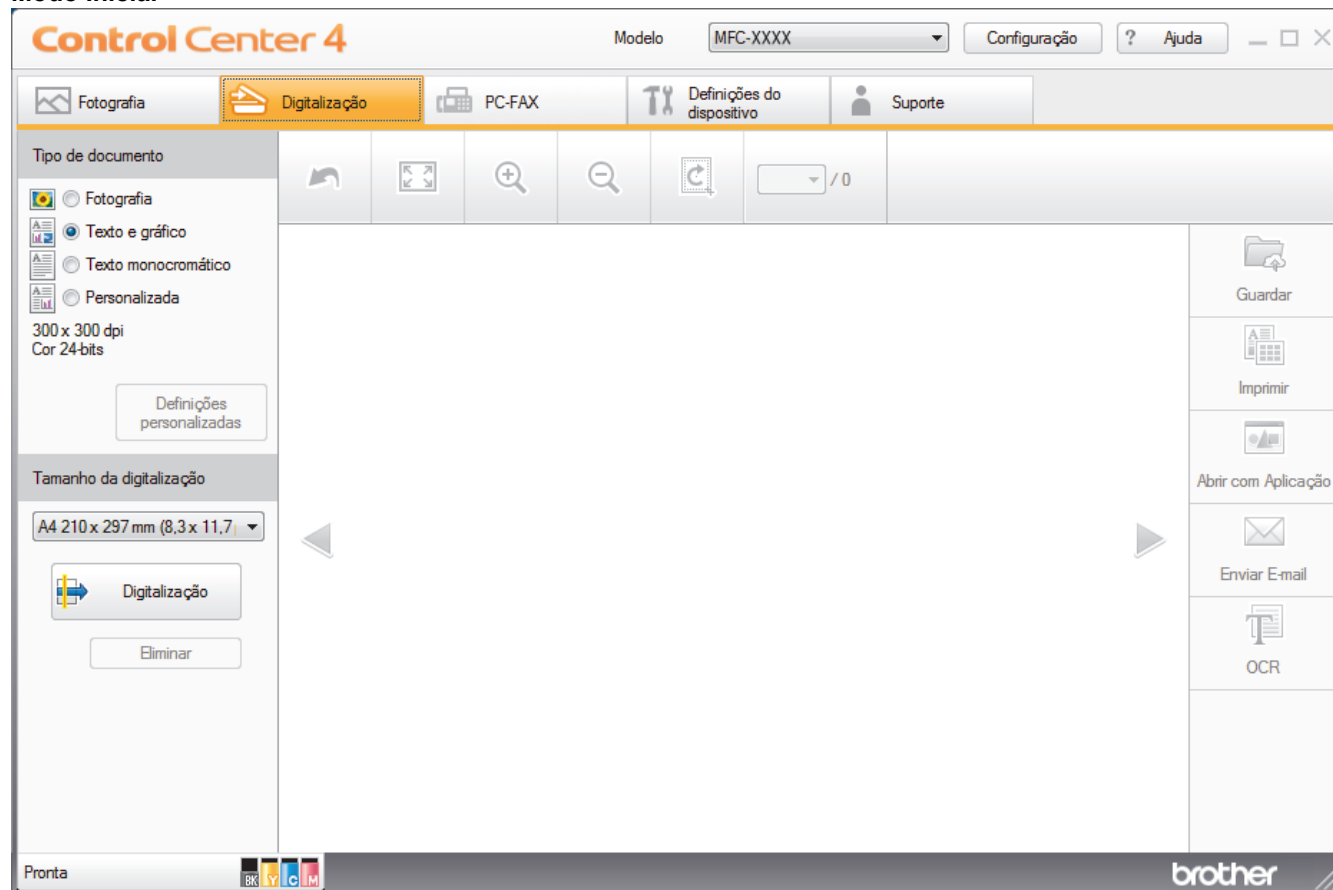 Control Center 4
Modelo
MFC-XXXX
Configuração
? Ajuda
Fotografia
Digitalização
PC-FAX
Definições do
dispositivo
Suporte
Tipo de documento
/ 0
Fotografia
Texto e gráfico
Texto monocromático
Personalizada
300 x 300 dpi
Cor 24-bits
Definições
personalizadas
Tamanho da digitalização
A4 210 x 297 mm (8,3 x 11,7
Digitalização
Eliminar
Guardar
Imprimir
Abrir com Aplicação
Enviar E-mail
OCR
Pronta
BK Y C M
brother